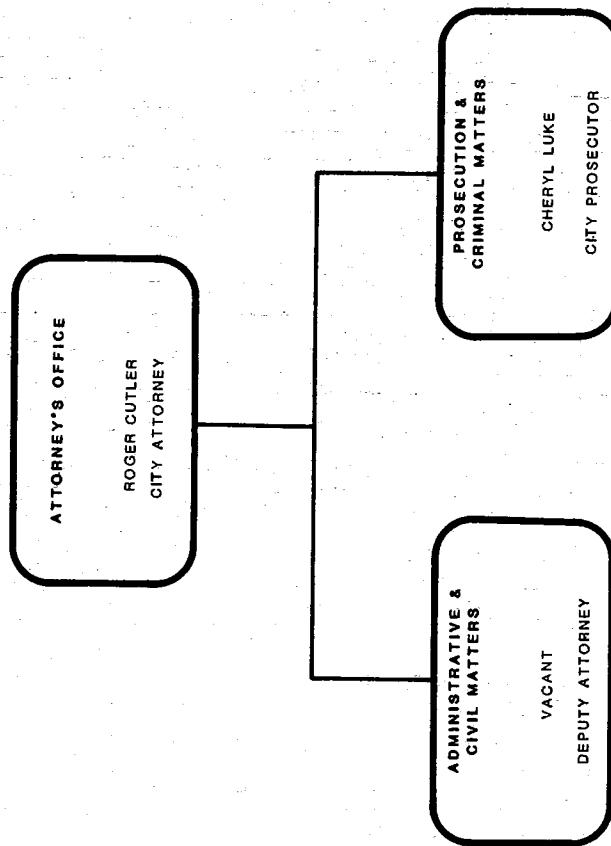 ATTORNEY'S OFFICE
ROGER CUTLER
CITY ATTORNEY
ADMINISTRATIVE &
CIVIL MATTERS
VACANT
DEPUTY ATTORNEY
PROSECUTION &
CRIMINAL MATTERS
CHERYL LUKE
CITY PROSECUTOR